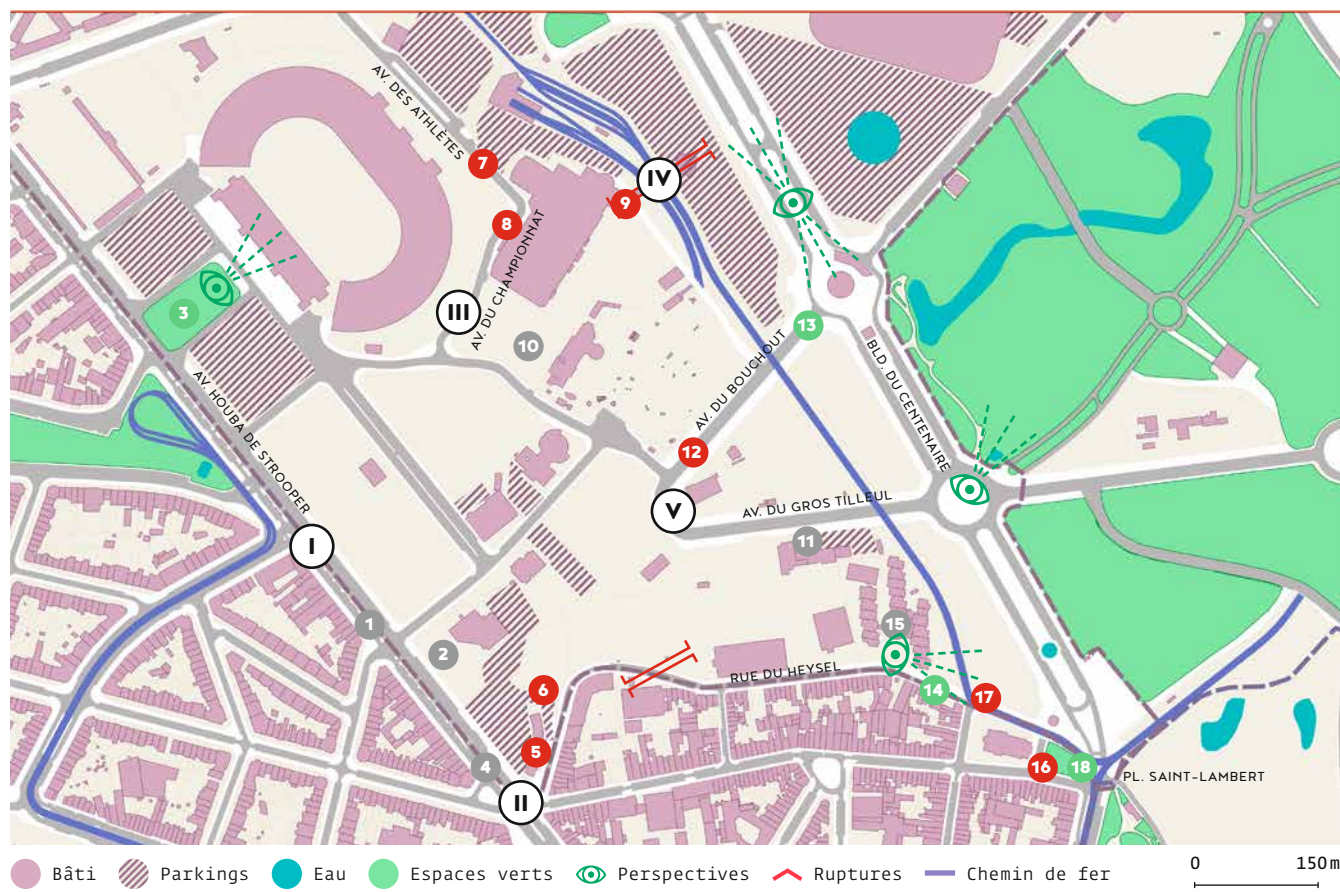 AV. DES ATHLÈTES
7
IV
9
8
AV. DU CHAMPIONNAT
III
3
10
13
AV. DU BOUCHOUT
BLD. DU CENTENAIRE
AV. HOUBA DE STROOPER
12
V
AV. DU GROS TILLEUL
11
I
1
2
15
RUE DU HEYSEL
6
14
17
5
4
16
18
PL. SAINT-LAMBERT
II
Bâti
Parkings
Eau
Espaces verts
Perspectives
Ruptures
Chemin de fer
0
150m